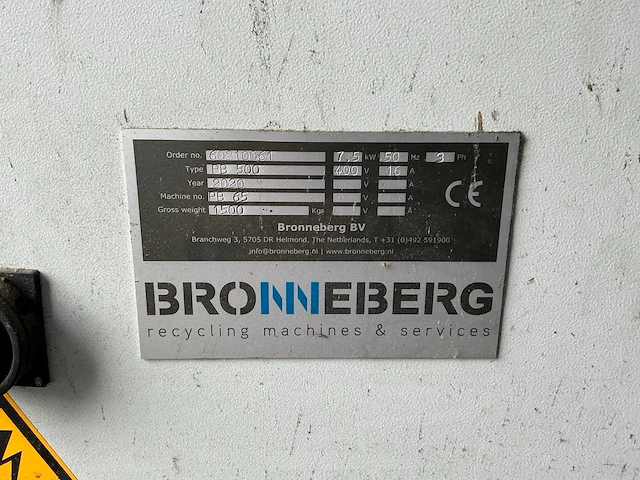 Order no. 60210061 7,5 kW 50 Hz 3 Ph
Type PB 500 400 V 16 A
Year 2020 V A
Machine no. PB 65 V A
Gross weight 1500 Kgs V A
CE
Bronneberg BV
Branchweg 3, 5705 DR Helmond, The Netherlands, T +31 (0)492 591900
info@bronneberg.nl | www.bronneberg.nl
BRONNEBERG
recycling machines & services